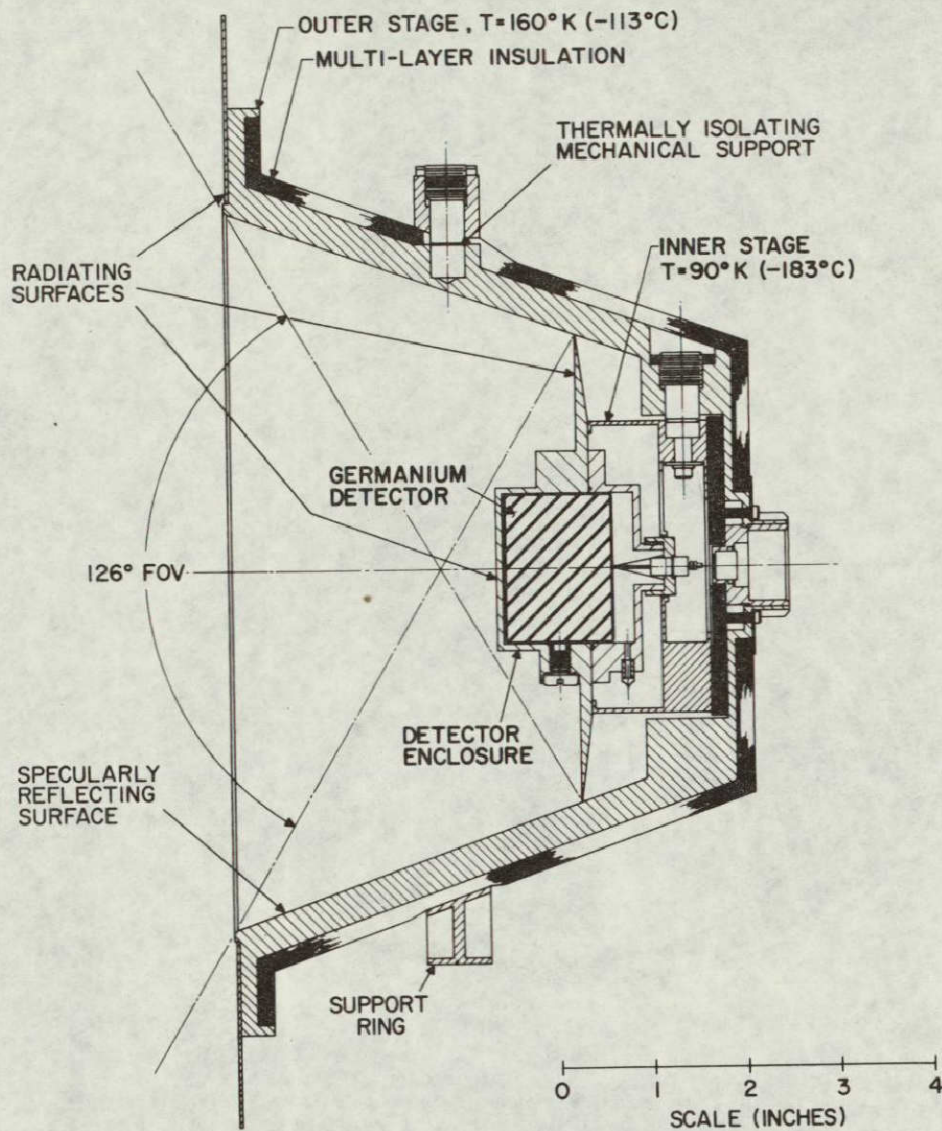 OUTER STAGE, T=160°K (-113°C)
MULTI-LAYER INSULATION
THERMALLY ISOLATING
MECHANICAL SUPPORT
INNER STAGE
T=90°K (-183°C)
RADIATING
SURFACES
GERMANIUM
DETECTOR
126° FOV
DETECTOR
ENCLOSURE
SPECULARLY
REFLECTING
SURFACE
SUPPORT
RING
0 1 2 3 4
SCALE (INCHES)